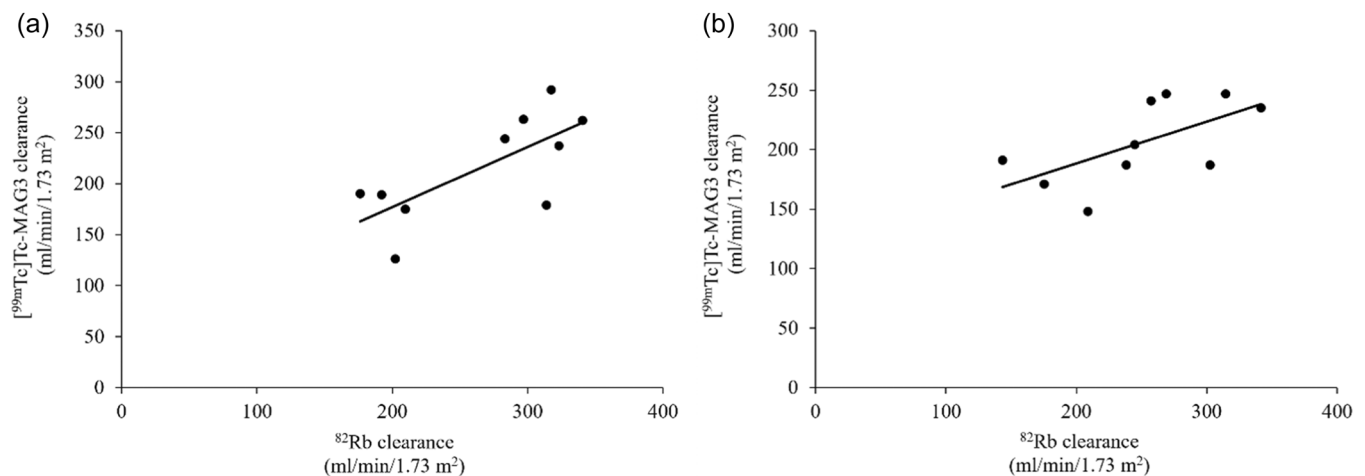 (a)
350
300
250
200
150
100
50
0
[⁹⁹ᵐTc]Tc-MAG3 clearance
(ml/min/1.73 m²)
0 100 200 300 400
⁸²Rb clearance
(ml/min/1.73 m²)
(b)
300
250
200
150
100
50
0
[⁹⁹ᵐTc]Tc-MAG3 clearance
(ml/min/1.73 m²)
0 100 200 300 400
⁸²Rb clearance
(ml/min/1.73 m²)